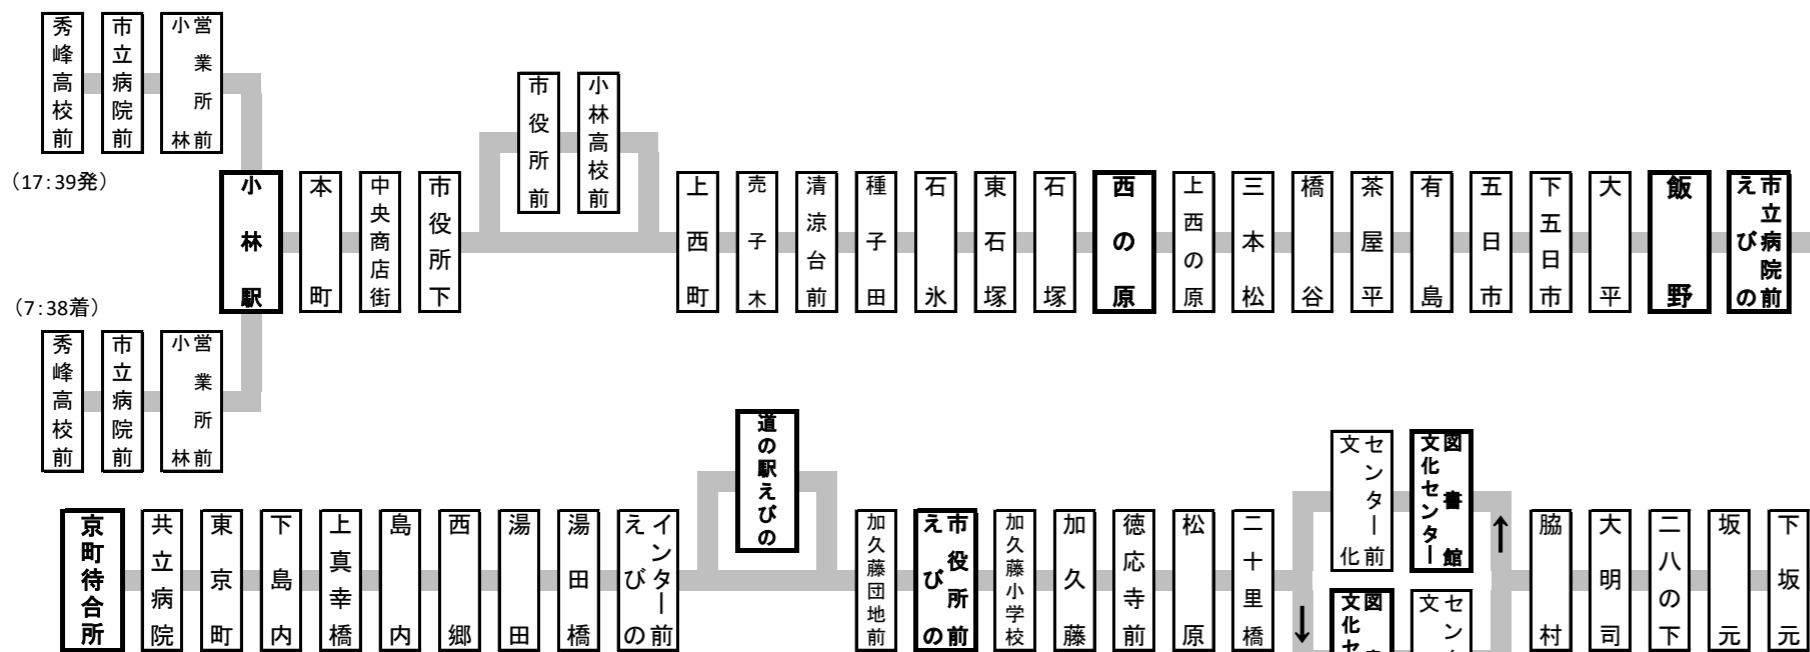 秀峰高校前
市立病院前
小林営業所前
(17:39発)
市役所前
小林高校前
小林駅
本町
中央商店街
市役所下
上西町
売子木
清涼台前
種子田
石氷
東石塚
石塚
西の原
上西の原
三本松
橋谷
茶屋平
有島
五日市
下五日市
大平
飯野
えびの市立病院前
(7:38着)
秀峰高校前
市立病院前
小林営業所前
道の駅えびの
文化センター前
文化センター図書館
京町待合所
共立病院
東京町
下島内
上真幸橋
島内
西郷
湯田
湯田橋
えびのインター前
加久藤団地前
えびの市役所前
加久藤小学校
加久藤
徳応寺前
松原
二十里橋
↑
脇村
大明司
二八の下
坂元
下坂元
↓
文化セ図
文セン